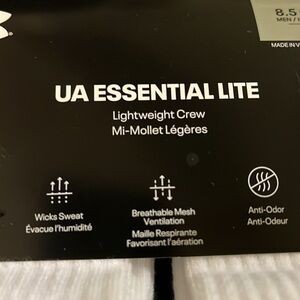 8.5
MEN /
MADE IN V
UA ESSENTIAL LITE
Lightweight Crew
Mi-Mollet Légères
Wicks Sweat
Évacue l'humidité
Breathable Mesh
Ventilation
Maille Respirante
Favorisant l'aération
Anti-Odor
Anti-Odeur